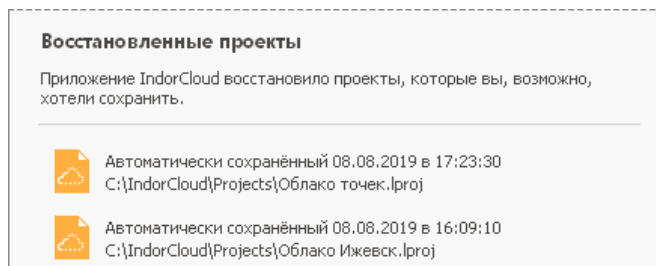 Восстановленные проекты
Приложение IndorCloud восстановило проекты, которые вы, возможно,
хотели сохранить.
Автоматически сохранённый 08.08.2019 в 17:23:30
C:\IndorCloud\Projects\Облако точек.lproj
Автоматически сохранённый 08.08.2019 в 16:09:10
C:\IndorCloud\Projects\Облако Ижевск.lproj